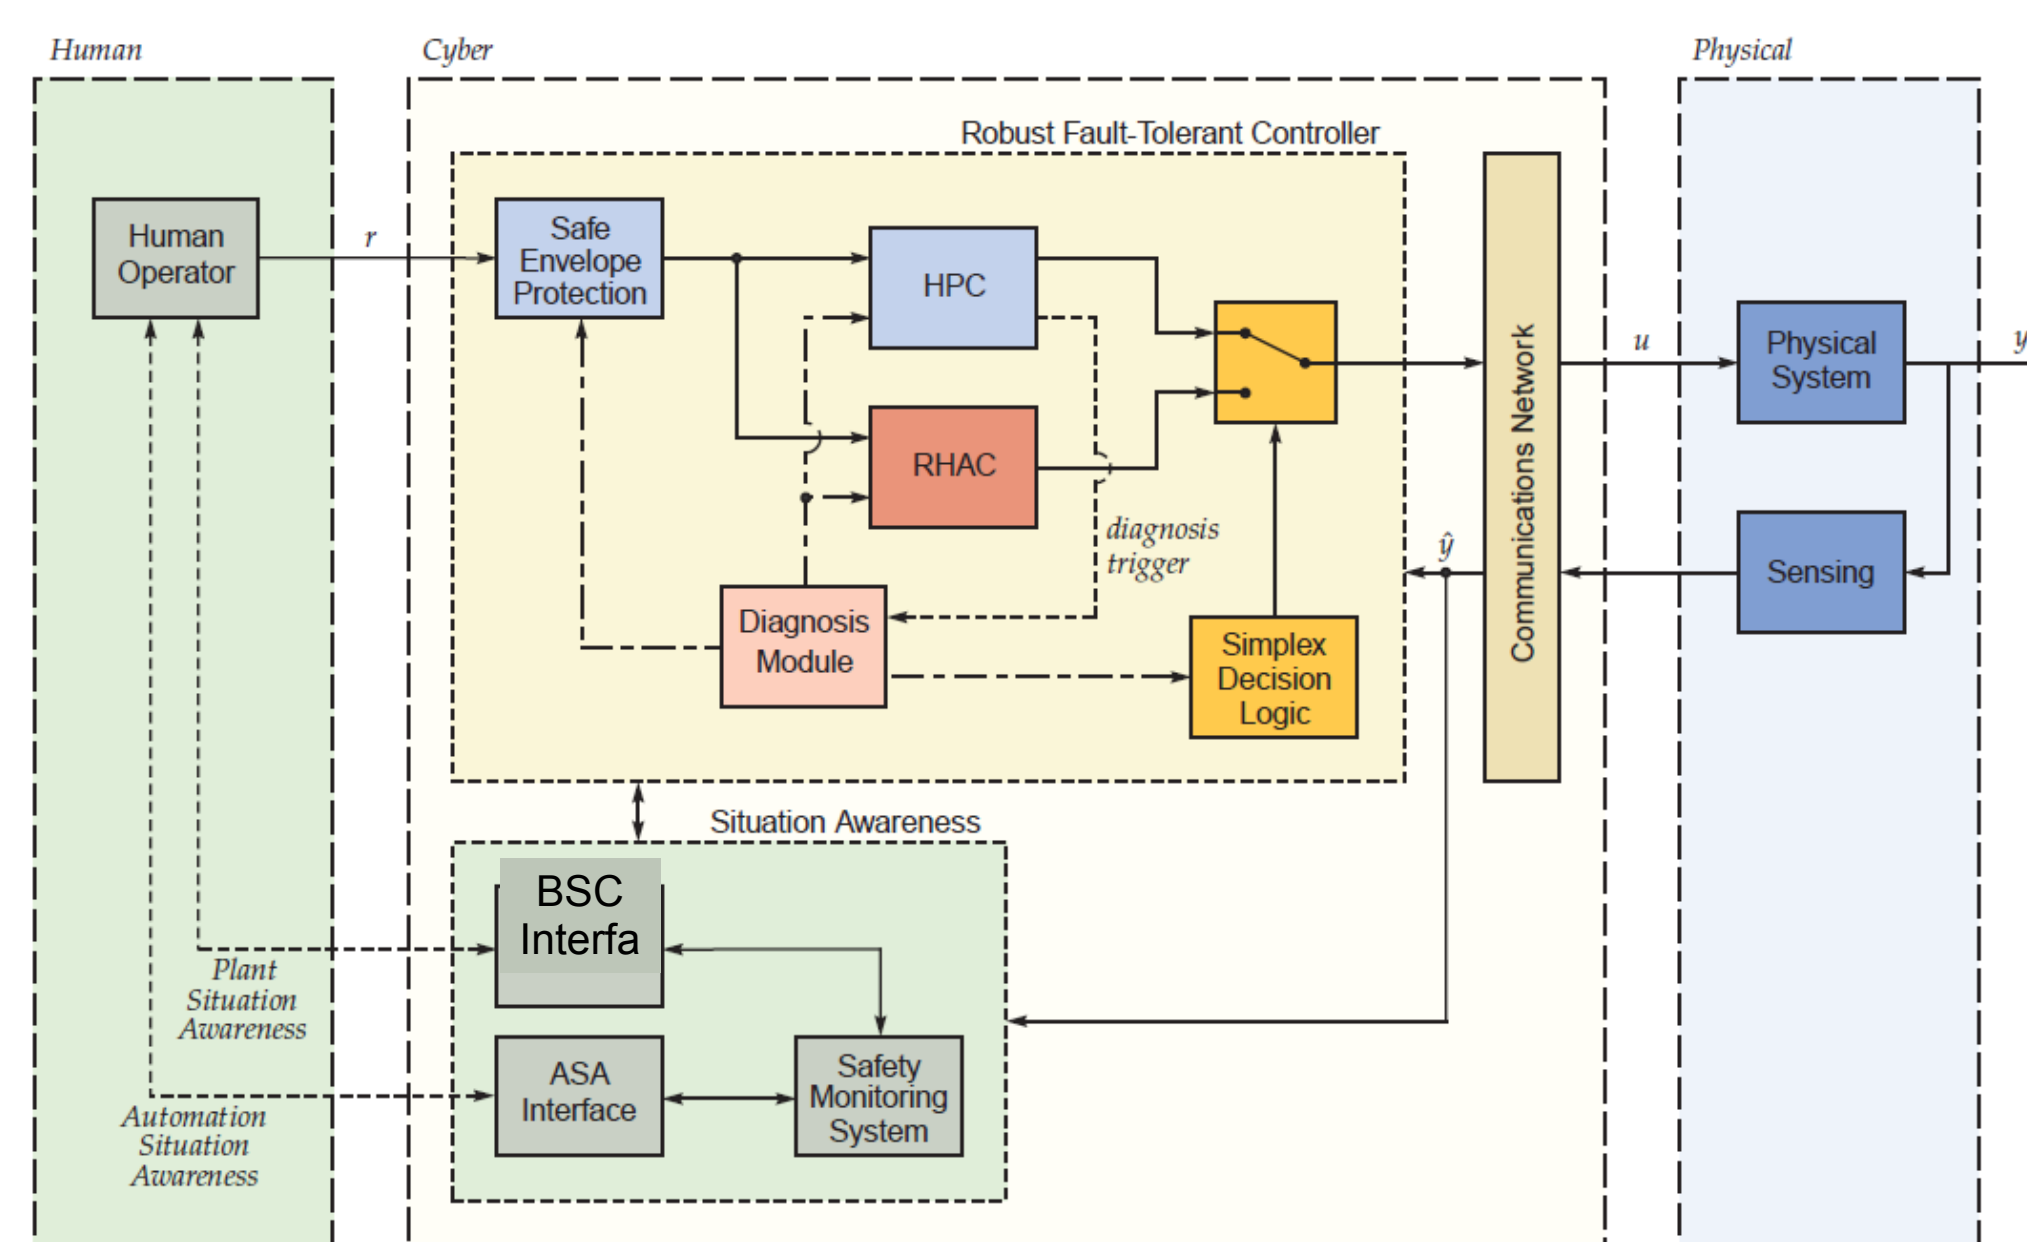 Human
Cyber
Physical
Robust Fault-Tolerant Controller
Human
Operator
r
Safe
Envelope
Protection
HPC
RHAC
diagnosis
trigger
Diagnosis
Module
Simplex
Decision
Logic
Communications Network
ŷ
u
Physical
System
y
Sensing
Situation Awareness
BSC
Interfa
ASA
Interface
Safety
Monitoring
System
Plant
Situation
Awareness
Automation
Situation
Awareness